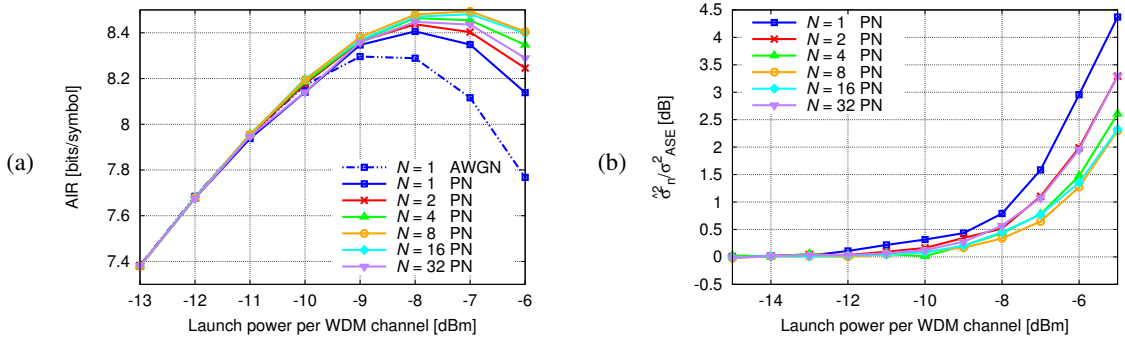 (a)
AIR [bits/symbol]
8.4
8.2
8
7.8
7.6
7.4
-13 -12 -11 -10 -9 -8 -7 -6
Launch power per WDM channel [dBm]
N = 1 AWGN
N = 1 PN
N = 2 PN
N = 4 PN
N = 8 PN
N = 16 PN
N = 32 PN
(b)
σ̂²n/σ²ASE [dB]
4.5
4
3.5
3
2.5
2
1.5
1
0.5
0
0.5
-14 -12 -10 -8 -6
Launch power per WDM channel [dBm]
N = 1 PN
N = 2 PN
N = 4 PN
N = 8 PN
N = 16 PN
N = 32 PN